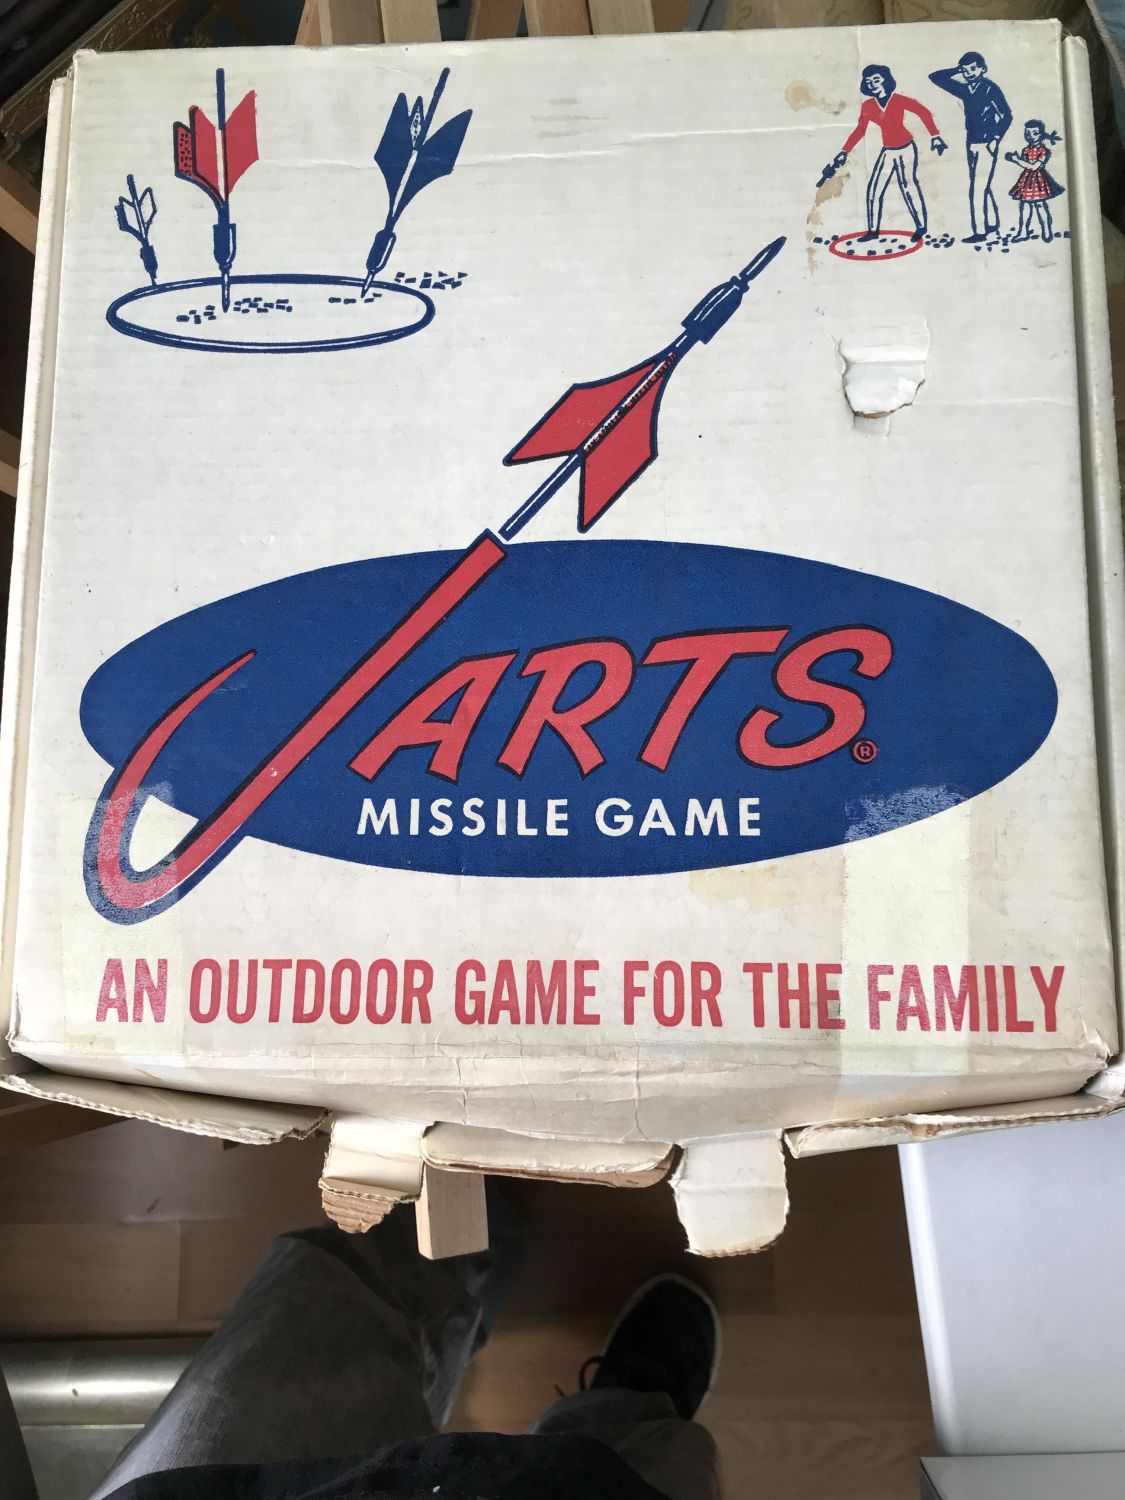 JARTS®
MISSILE GAME
AN OUTDOOR GAME FOR THE FAMILY